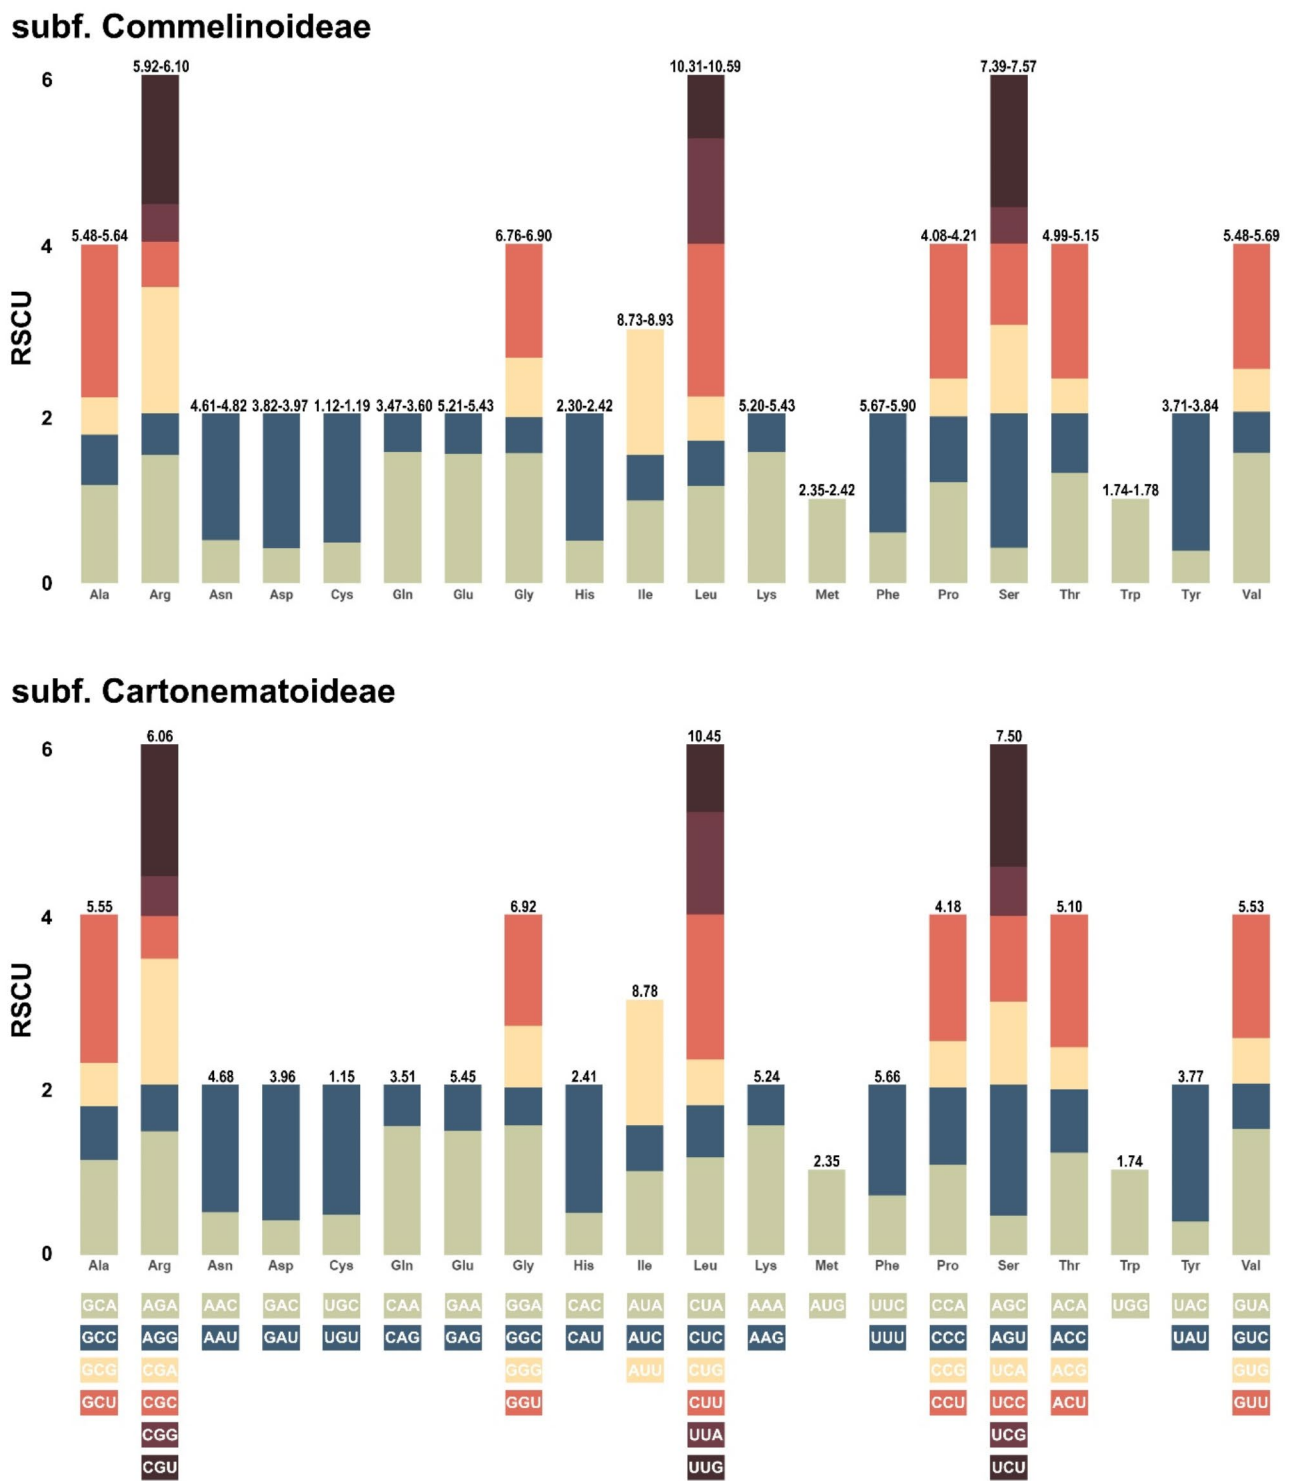 subf. Commelinoideae
5.92-6.10 10.31-10.59 7.39-7.57
6
5.48-5.64 6.76-6.90 4.08-4.21 4.99-5.15 5.48-5.69
4
8.73-8.93
RSCU
4.61-4.82 3.82-3.97 1.12-1.19 3.47-3.60 5.21-5.43 2.30-2.42 5.20-5.43 5.67-5.90 3.71-3.84
2
2.35-2.42 1.74-1.78
0
Ala Arg Asn Asp Cys Gln Glu Gly His Ile Leu Lys Met Phe Pro Ser Thr Trp Tyr Val
subf. Cartonematoideae
6.06 10.45 7.50
6
5.55 6.92 4.18 5.10 5.53
4
8.78
RSCU
4.68 3.96 1.15 3.51 5.45 2.41 5.24 5.66 3.77
2
2.35 1.74
0
Ala Arg Asn Asp Cys Gln Glu Gly His Ile Leu Lys Met Phe Pro Ser Thr Trp Tyr Val
GCA AGA AAC GAC UGC CAA GAA GGA CAC AUA CUA AAA AUG UUC CCA AGC ACA UGG UAC GUA
GCC AGG AAU GAU UGU CAG GAG GGC CAU AUC CUC AAG UUU CCC AGU ACC UAU GUC
GCG CGA GGG AUU CUG CCG UCA ACG GUG
GCU CGC GGU CUU CCU UCC ACU GUU
CGG UUA UCG
CGU UUG UCU